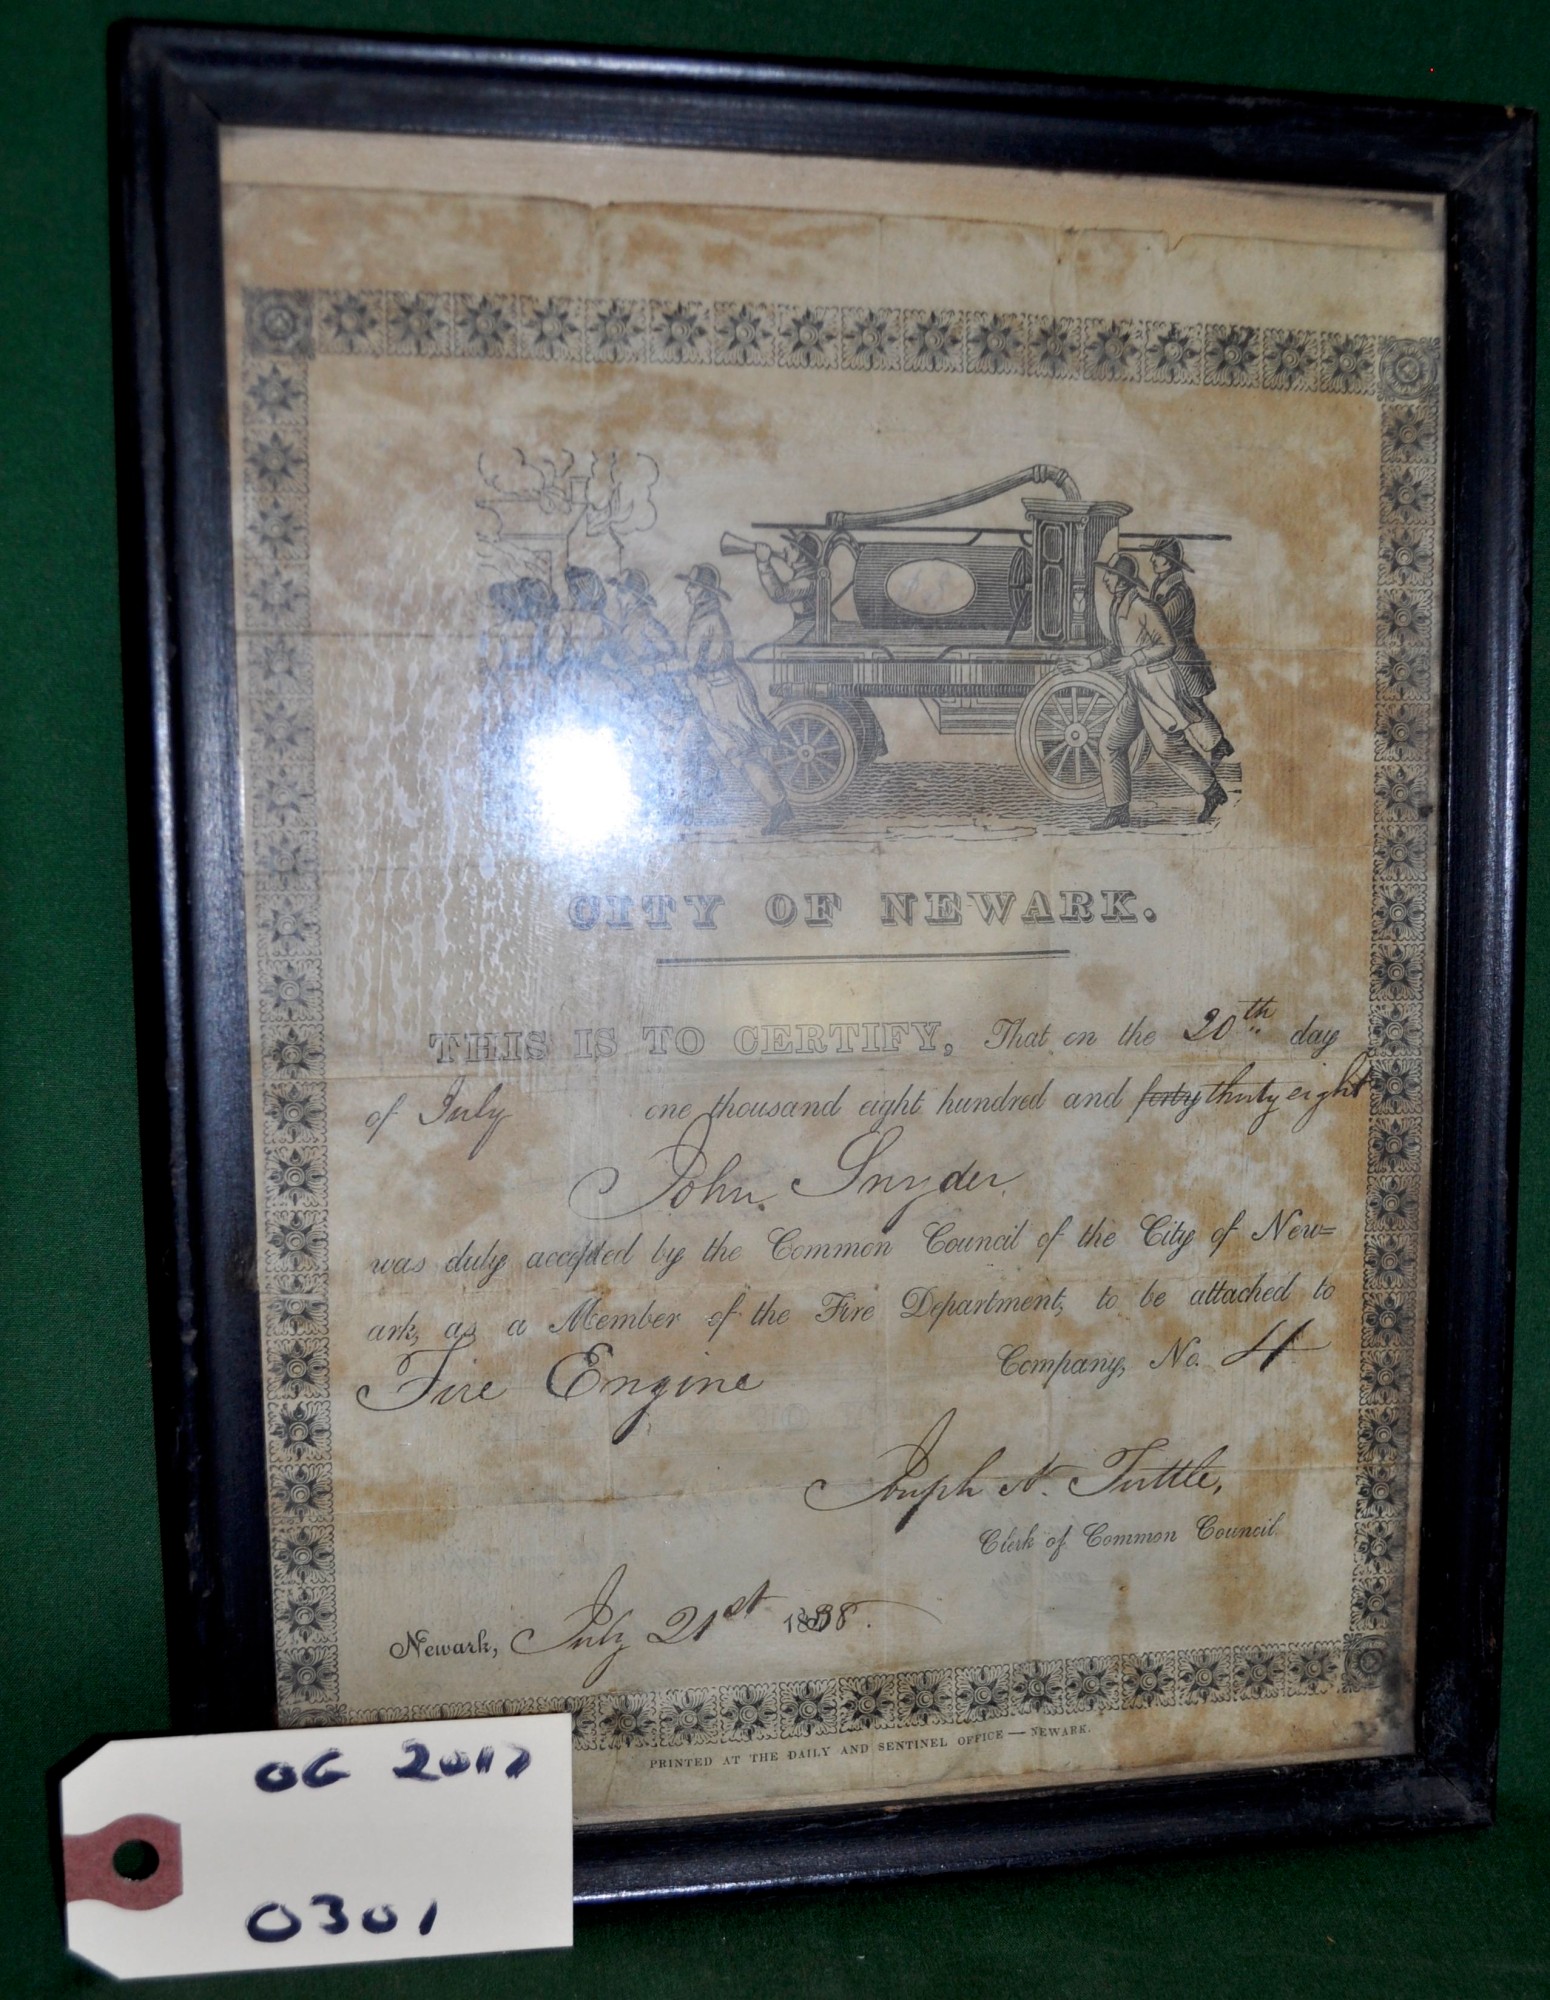 CITY OF NEWARK.
THIS IS TO CERTIFY, That on the 20th day
of July one thousand eight hundred and forty thirty eight
John Snyder
was duly accepted by the Common Council of the City of New=
ark, as a Member of the Fire Department, to be attached to
Fire Engine Company, No. 4
Joseph N. Tuttle,
Clerk of Common Council.
Newark, July 21st 1838.
PRINTED AT THE DAILY AND SENTINEL OFFICE — NEWARK.
OG 2017
0301